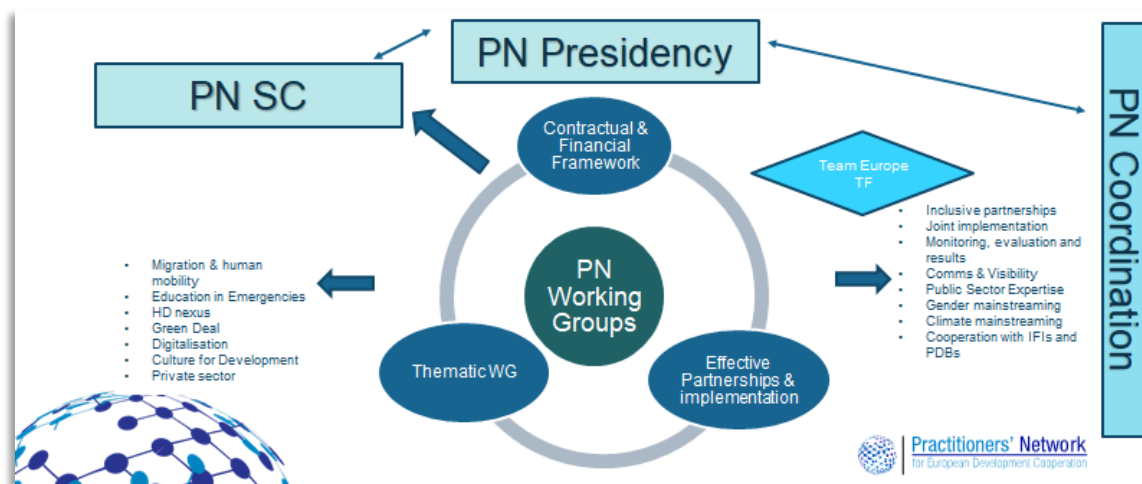 PN Presidency
PN SC
PN Coordination
Contractual &
Financial
Framework
Team Europe
TF
PN
Working
Groups
Thematic WG
Effective
Partnerships &
implementation
▪ Migration & human
mobility
▪ Education in Emergencies
▪ HD nexus
▪ Green Deal
▪ Digitalisation
▪ Culture for Development
▪ Private sector
▪ Inclusive partnerships
▪ Joint implementation
▪ Monitoring, evaluation and
results
▪ Comms & Visibility
▪ Public Sector Expertise
▪ Gender mainstreaming
▪ Climate mainstreaming
▪ Cooperation with IFIs and
PDBs
Practitioners' Network
for European Development Cooperation